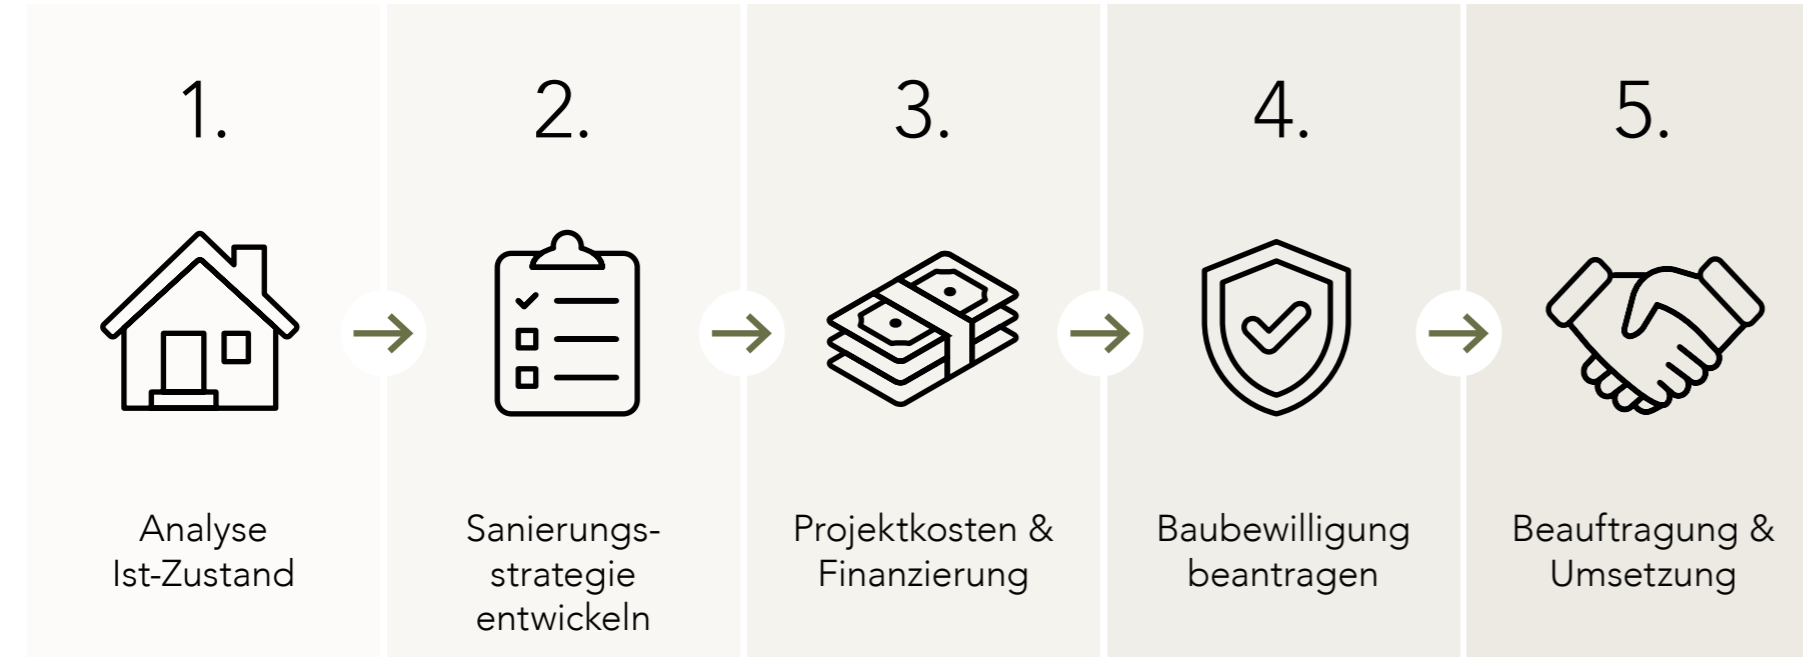 1.
Analyse
Ist-Zustand
2.
Sanierungs-
strategie
entwickeln
3.
Projektkosten &
Finanzierung
4.
Baubewilligung
beantragen
5.
Beauftragung &
Umsetzung